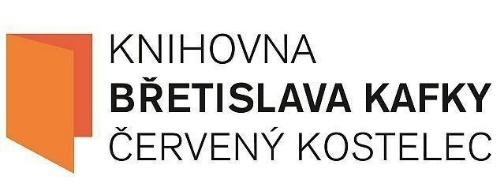 KNIHOVNA
BŘETISLAVA KAFKY
ČERVENÝ KOSTELEC